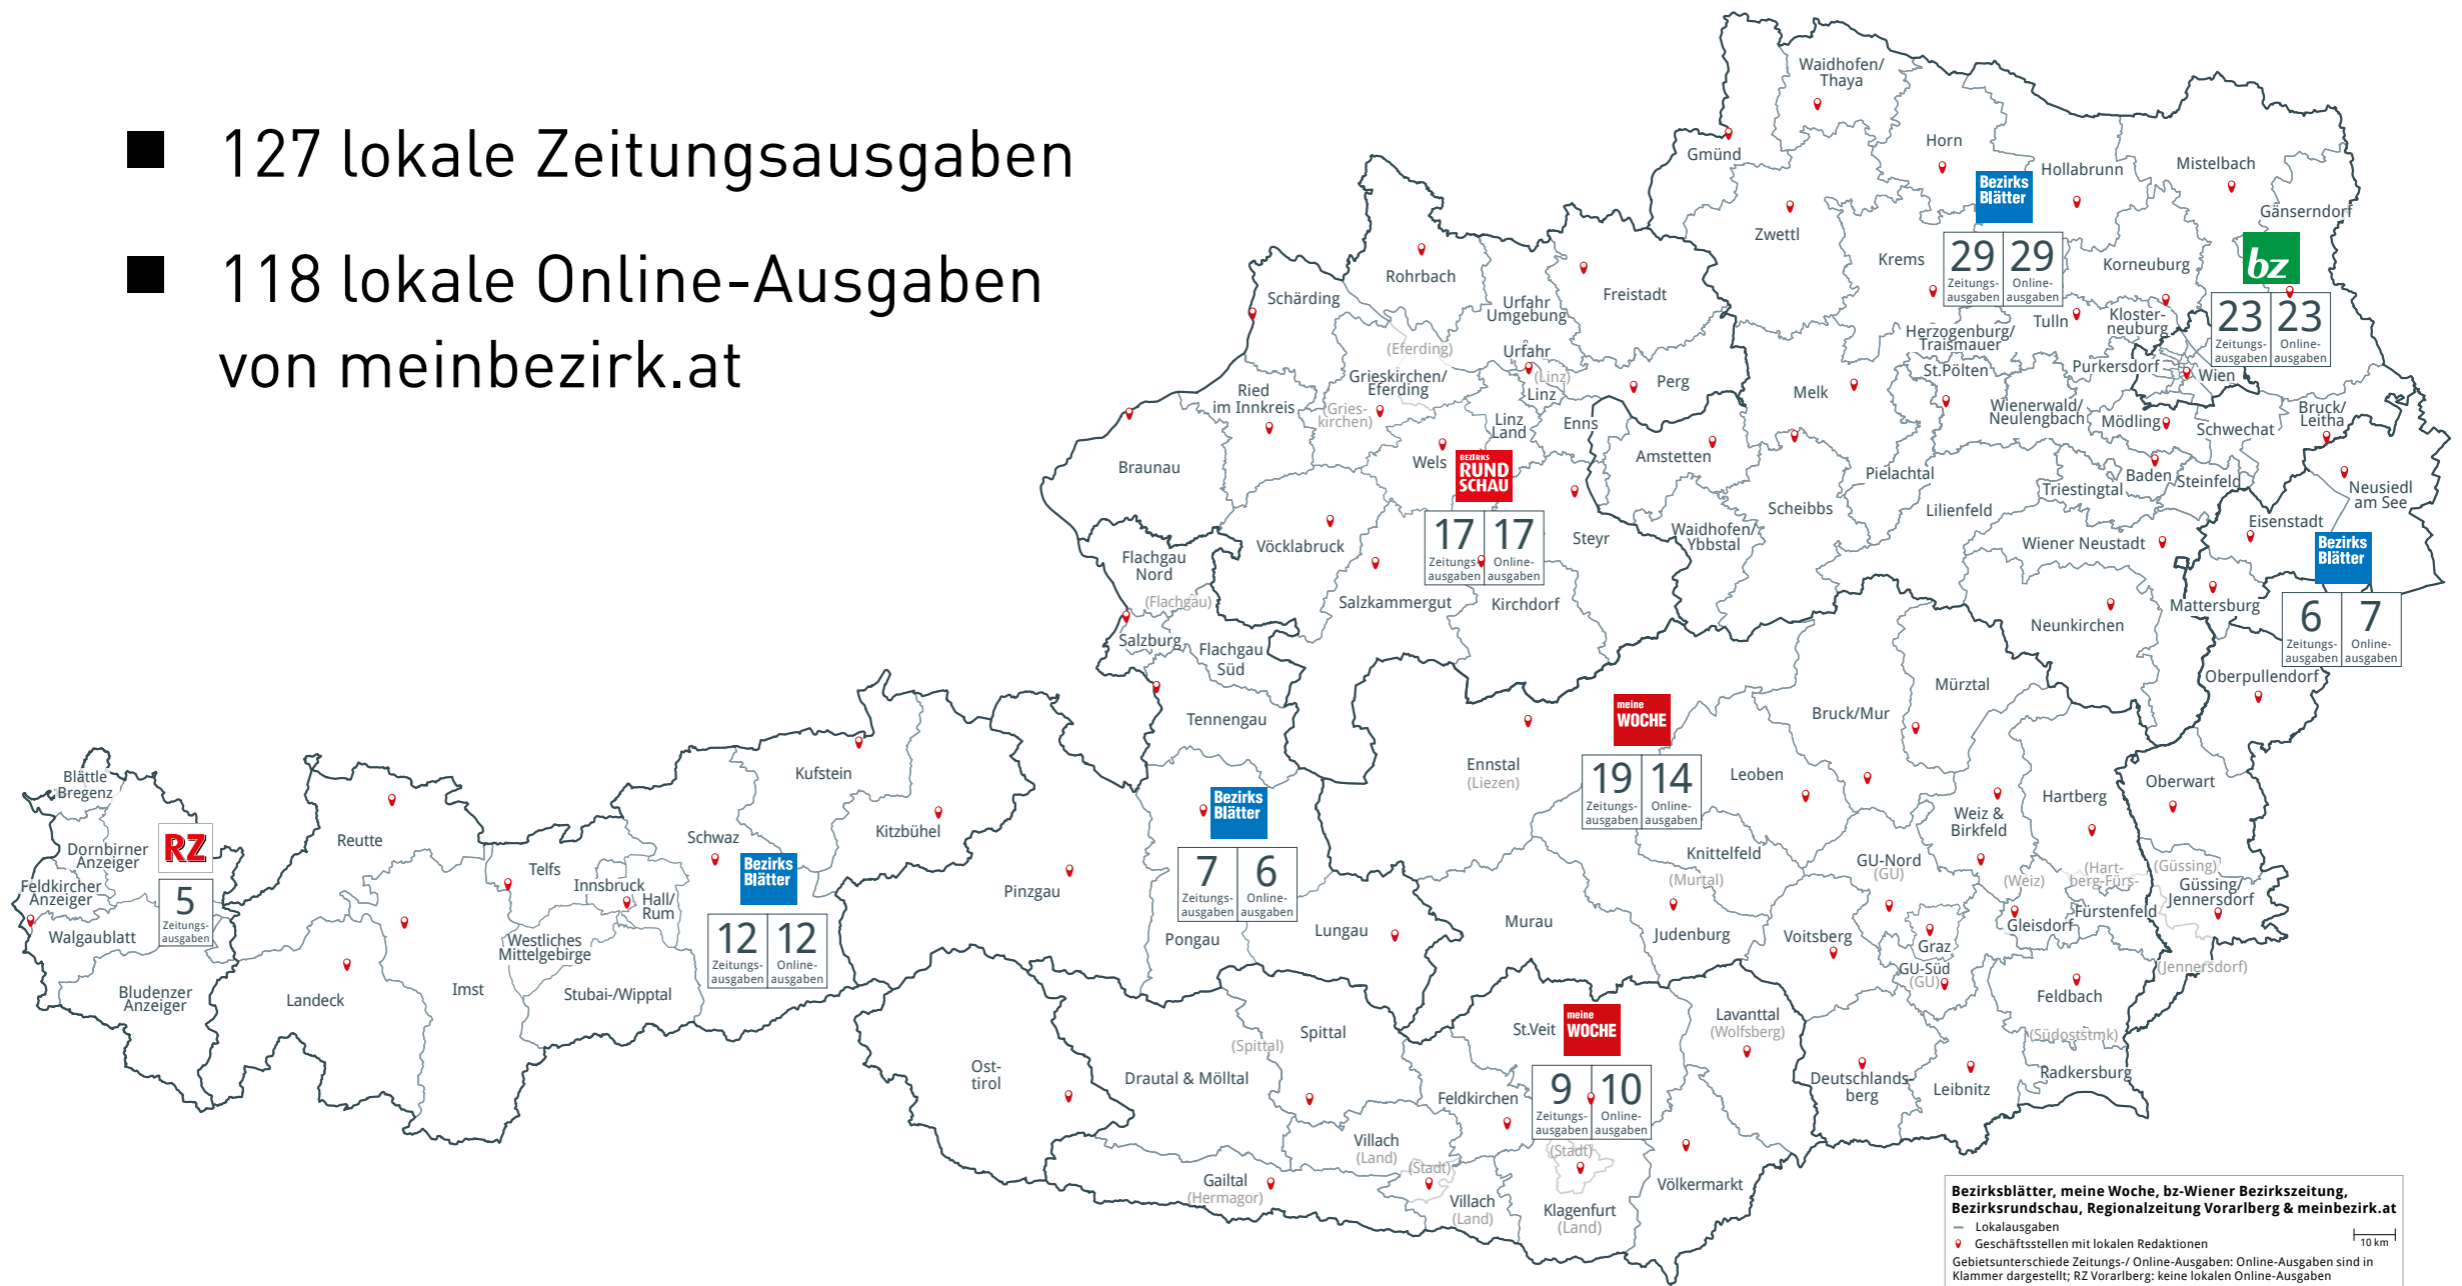 127 lokale Zeitungsausgaben
118 lokale Online-Ausgaben
von meinbezirk.at
Waidhofen/
Thaya
Gmünd
Horn
Hollabrunn
Mistelbach
Gänserndorf
Zwettl
Krems
Bezirks
Blätter
29 29
Zeitungs- Online-
ausgaben ausgaben
Korneuburg
bz
23 23
Zeitungs- Online-
ausgaben ausgaben
Herzogenburg/
Traismauer
Tulln
Kloster-
neuburg
Purkersdorf
Wien
St.Pölten
Melk
Wienerwald/
Neulengbach
Mödling
Schwechat
Bruck/
Leitha
Amstetten
Pielachtal
Baden
Steinfeld
Triestingtal
Scheibbs
Lilienfeld
Waidhofen/
Ybbstal
Wiener Neustadt
Neunkirchen
Neusiedl
am See
Eisenstadt
Bezirks
Blätter
6 7
Zeitungs- Online-
ausgaben ausgaben
Mattersburg
Oberpullendorf
Oberwart
(Güssing)
Güssing/
Jennersdorf
(Jennersdorf)
Rohrbach
Schärding
Urfahr
Umgebung
Freistadt
(Eferding)
Urfahr
(Linz)
Linz
Perg
Grieskirchen/
Eferding
(Gries-
kirchen)
Ried
im Innkreis
Linz
Land
Enns
Braunau
Wels
BEZIRKS
RUND
SCHAU
17 17
Zeitungs- Online-
ausgaben ausgaben
Steyr
Vöcklabruck
Salzkammergut
Kirchdorf
Flachgau
Nord
(Flachgau)
Salzburg
Flachgau
Süd
Tennengau
Bezirks
Blätter
7 6
Zeitungs- Online-
ausgaben ausgaben
Pinzgau
Pongau
Lungau
meine
WOCHE
19 14
Zeitungs- Online-
ausgaben ausgaben
Ennstal
(Liezen)
Leoben
Bruck/Mur
Mürztal
Weiz &
Birkfeld
Hartberg
Knittelfeld
(Murtal)
GU-Nord
(GU)
(Weiz)
(Hart-
berg-Fürs-
Fürstenfeld
Gleisdorf
Murau
Judenburg
Voitsberg
Graz
GU-Süd
(GU)
Feldbach
(Südoststmk)
Radkersburg
Deutschlands-
berg
Leibnitz
Blättle
Bregenz
Dornbirner
Anzeiger
RZ
5
Zeitungs-
ausgaben
Feldkircher
Anzeiger
Walgaublatt
Bludenzer
Anzeiger
Reutte
Kufstein
Kitzbühel
Schwaz
Telfs
Innsbruck
Hall/
Rum
Westliches
Mittelgebirge
Bezirks
Blätter
12 12
Zeitungs- Online-
ausgaben ausgaben
Landeck
Imst
Stubai-/Wipptal
Ost-
tirol
Drautal & Mölltal
(Spittal)
Spittal
St.Veit
meine
WOCHE
9 10
Zeitungs- Online-
ausgaben ausgaben
Lavanttal
(Wolfsberg)
Feldkirchen
Villach
(Land)
(Stadt)
(Stadt)
Gailtal
(Hermagor)
Villach
(Land)
Klagenfurt
(Land)
Völkermarkt
Bezirksblätter, meine Woche, bz-Wiener Bezirkszeitung,
Bezirksrundschau, Regionalzeitung Vorarlberg & meinbezirk.at
Lokalausgaben
Geschäftsstellen mit lokalen Redaktionen
10 km
Gebietsunterschiede Zeitungs-/ Online-Ausgaben: Online-Ausgaben sind in
Klammer dargestellt; RZ Vorarlberg: keine lokalen Online-Ausgaben